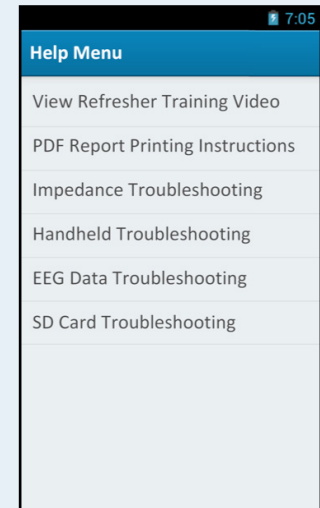 7:05
Help Menu
View Refresher Training Video
PDF Report Printing Instructions
Impedance Troubleshooting
Handheld Troubleshooting
EEG Data Troubleshooting
SD Card Troubleshooting